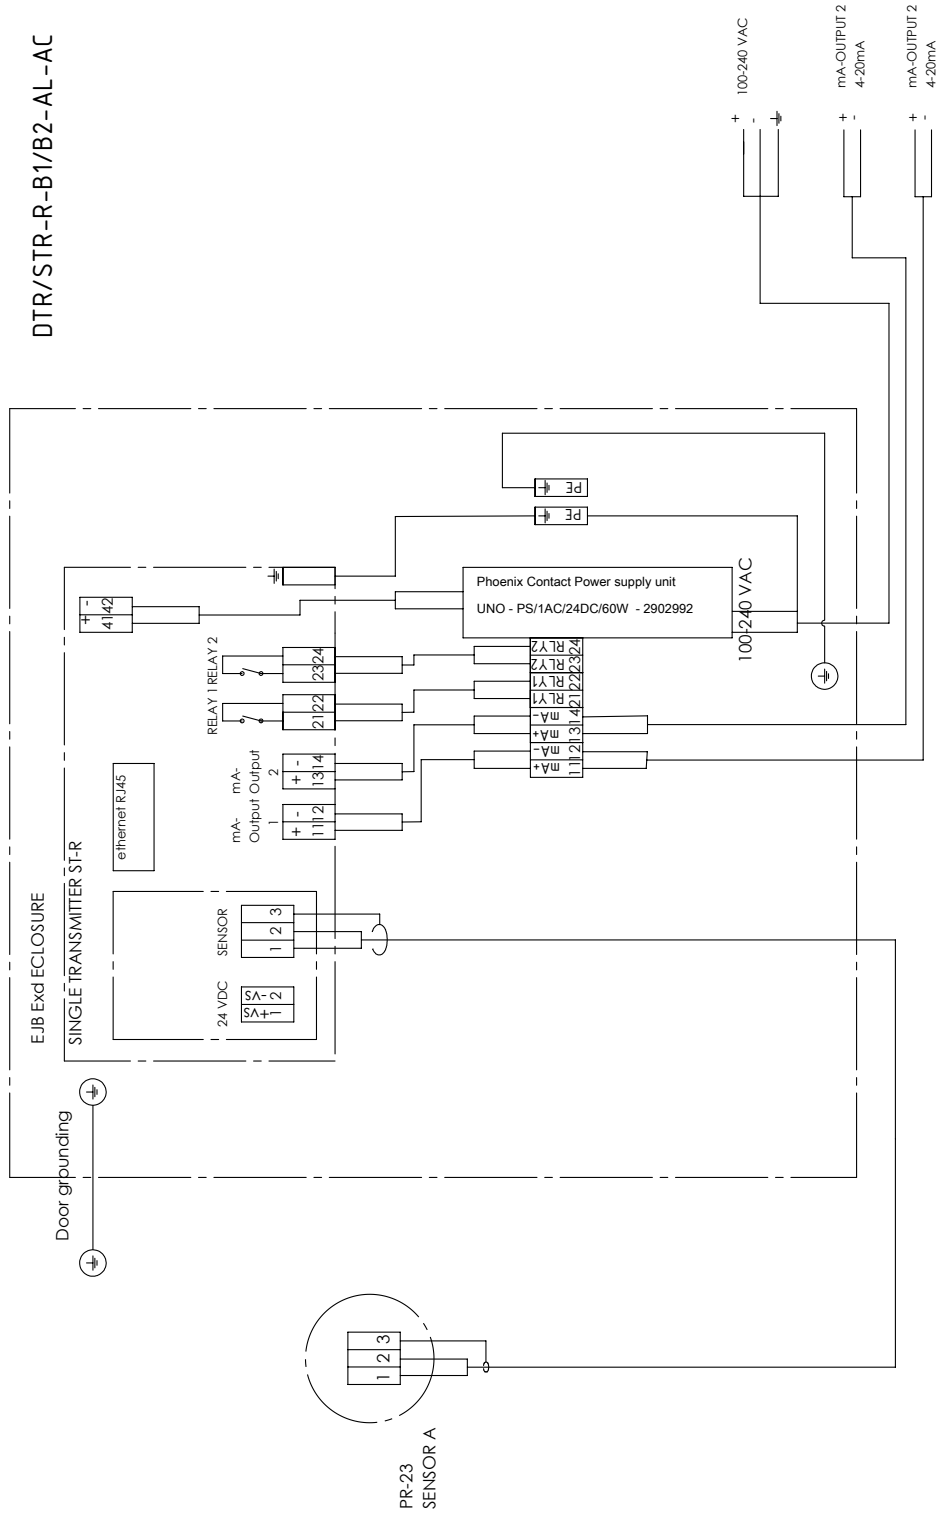 DTR/STR-R-B1/B2-AL-AC
EJB Exd ECLOSURE
SINGLE TRANSMITTER ST-R
Door grounding
ethernet RJ45
24 VDC
+VS -VS
1 2
SENSOR
1 2 3
mA-
Output
1
+ -
11 12
mA-
Output
2
+ -
13 14
RELAY 1
21 22
RELAY 2
23 24
+ -
41 42
Phoenix Contact Power supply unit
UNO - PS/1AC/24DC/60W - 2902992
100-240 VAC
PE
PE
mA+ mA- mA+ mA- RLY1 RLY1 RLY2 RLY2
11 12 13 14 21 22 23 24
PR-23
SENSOR A
1 2 3
+
-
100-240 VAC
+
-
mA-OUTPUT 2
4-20mA
+
-
mA-OUTPUT 2
4-20mA